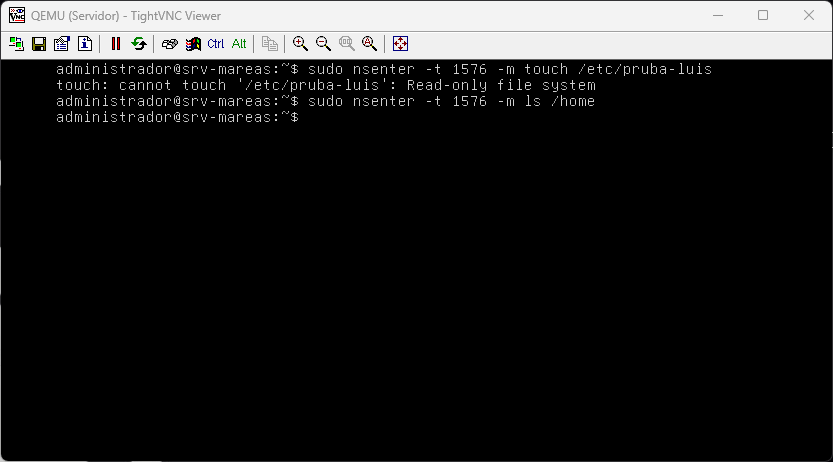 QEMU (Servidor) - TightVNC Viewer
Ctrl Alt
administrador@srv-mareas:~$ sudo nsenter -t 1576 -m touch /etc/pruba-luis
touch: cannot touch '/etc/pruba-luis': Read-only file system
administrador@srv-mareas:~$ sudo nsenter -t 1576 -m ls /home
administrador@srv-mareas:~$